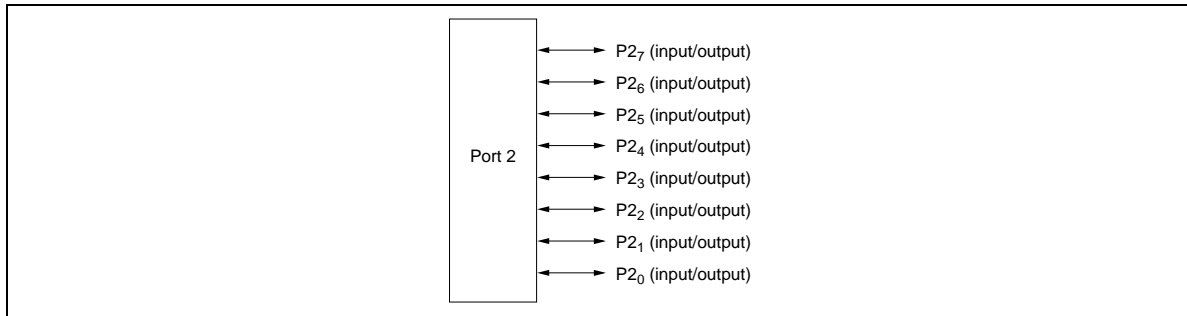 P2₇ (input/output)
P2₆ (input/output)
P2₅ (input/output)
P2₄ (input/output)
Port 2
P2₃ (input/output)
P2₂ (input/output)
P2₁ (input/output)
P2₀ (input/output)